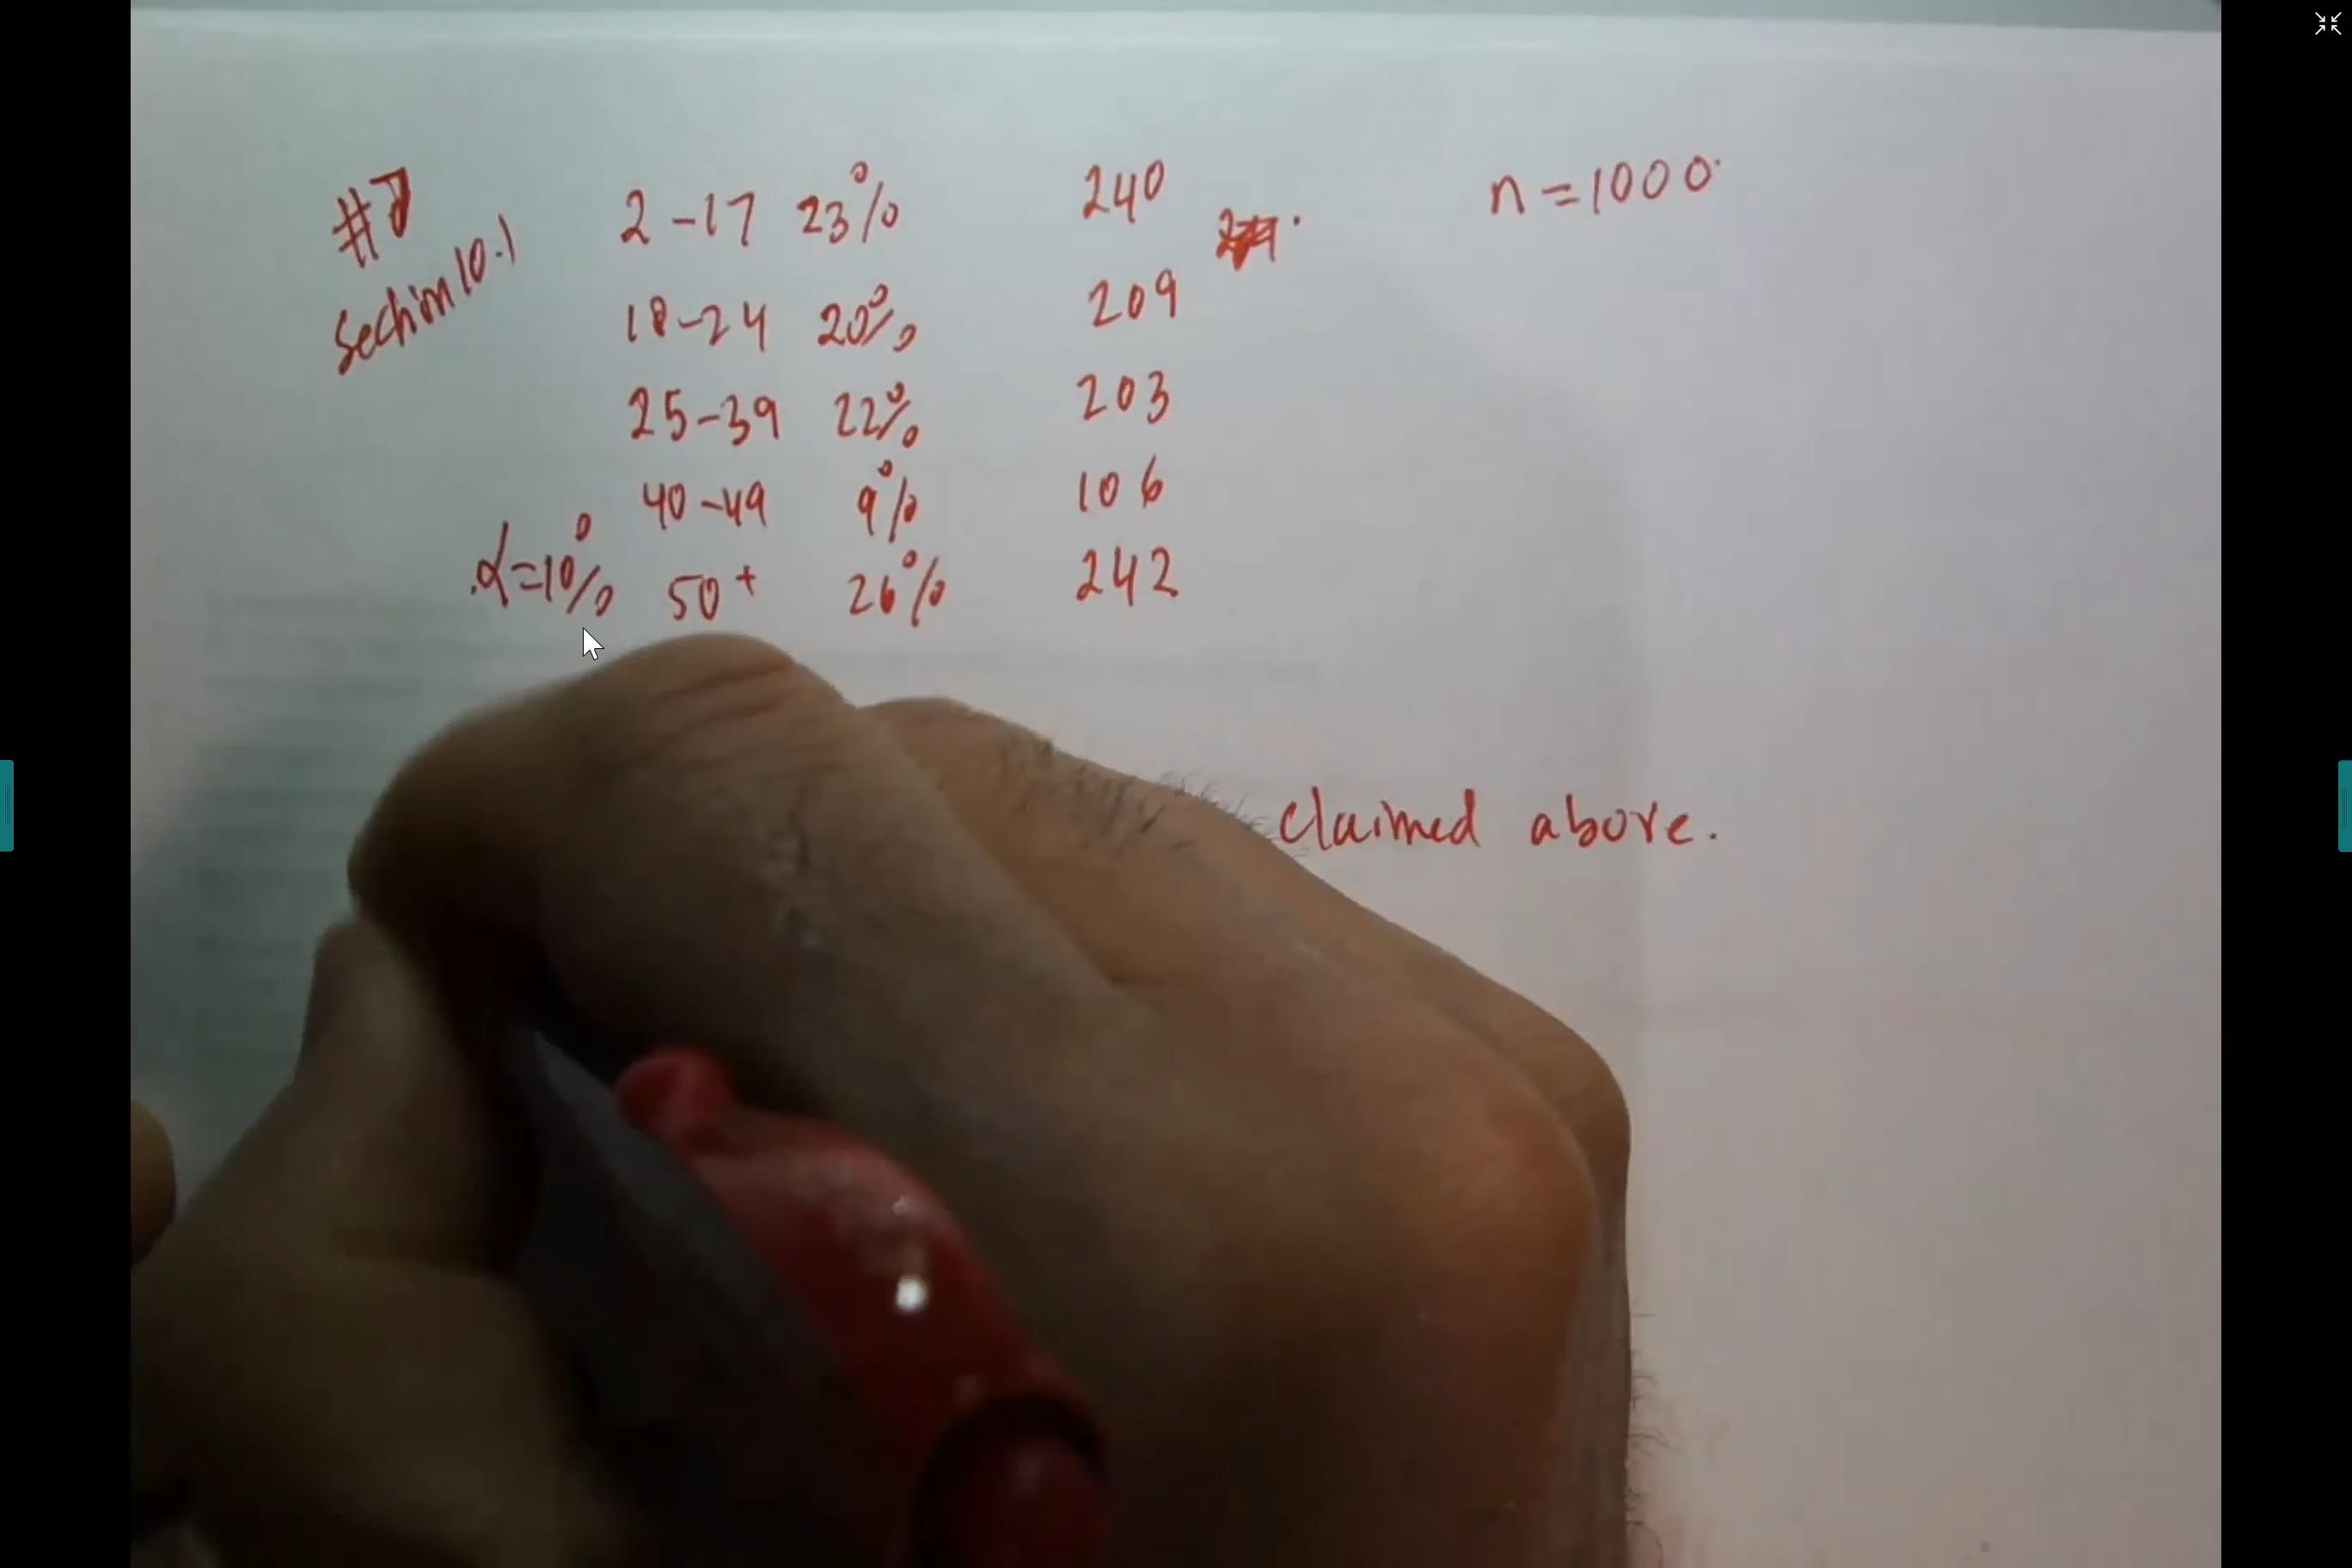 #7
Section 10.1
2-17 23% 240
n=1000
18-24 20% 209
25-39 22% 203
40-49 9% 106
α=10% 50+ 26% 242
claimed above.